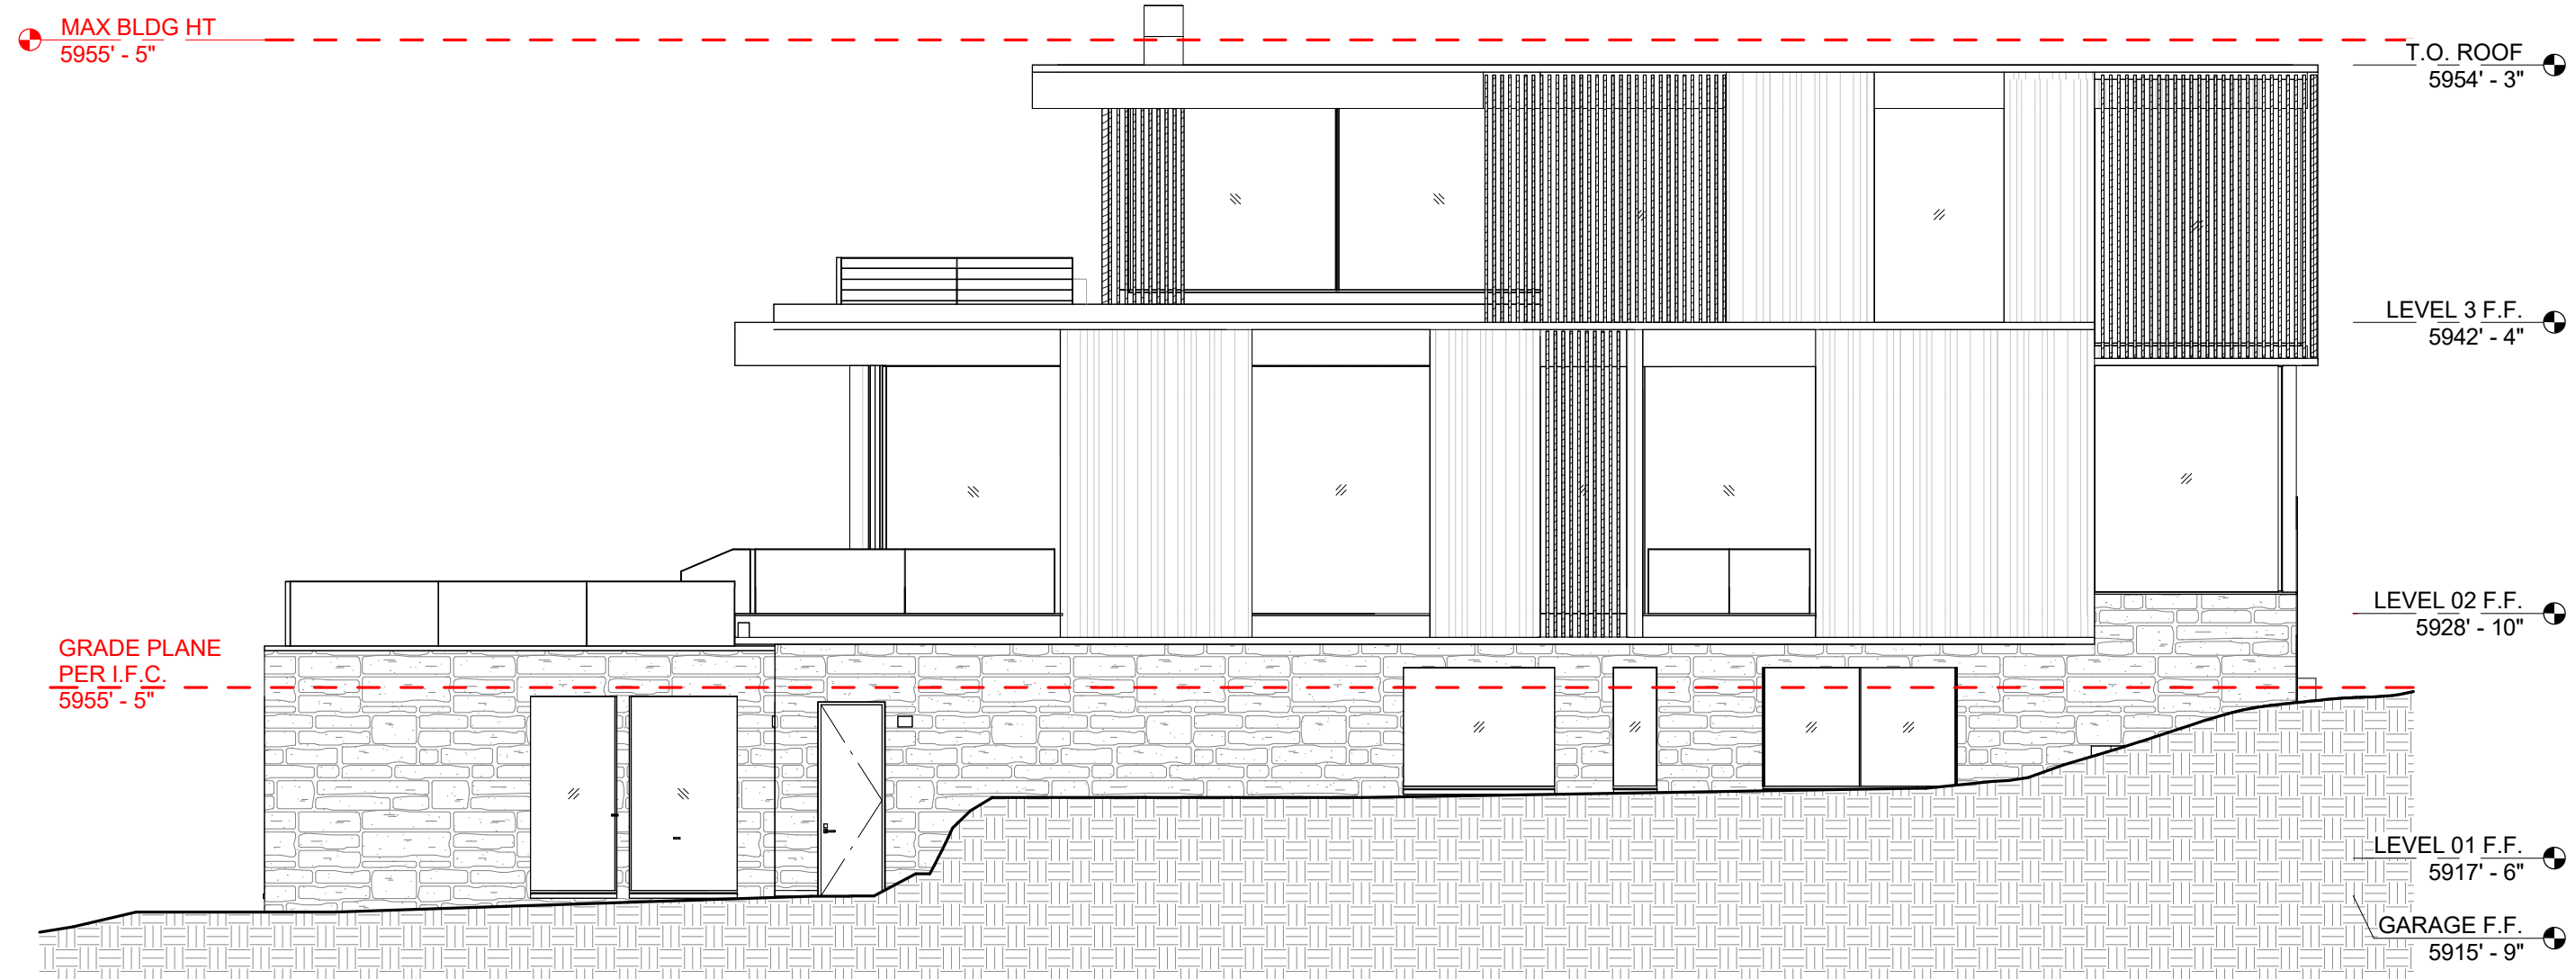 MAX BLDG HT
5955' - 5"
T.O. ROOF
5954' - 3"
LEVEL 3 F.F.
5942' - 4"
LEVEL 02 F.F.
5928' - 10"
GRADE PLANE
PER I.F.C.
5955' - 5"
LEVEL 01 F.F.
5917' - 6"
GARAGE F.F.
5915' - 9"